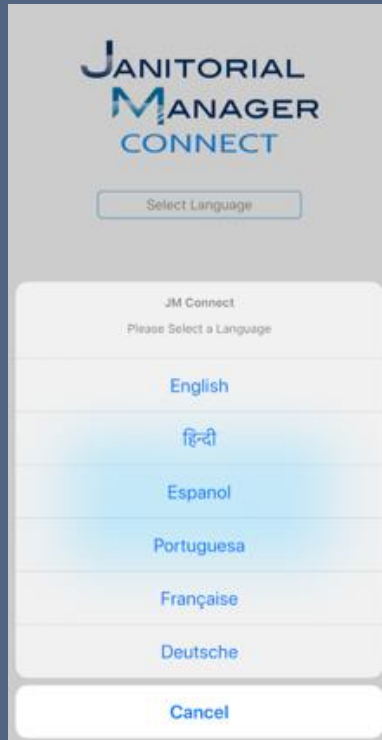 JANITORIAL
MANAGER
CONNECT
Select Language
JM Connect
Please Select a Language
English
हिन्दी
Espanol
Portuguesa
Française
Deutsche
Cancel